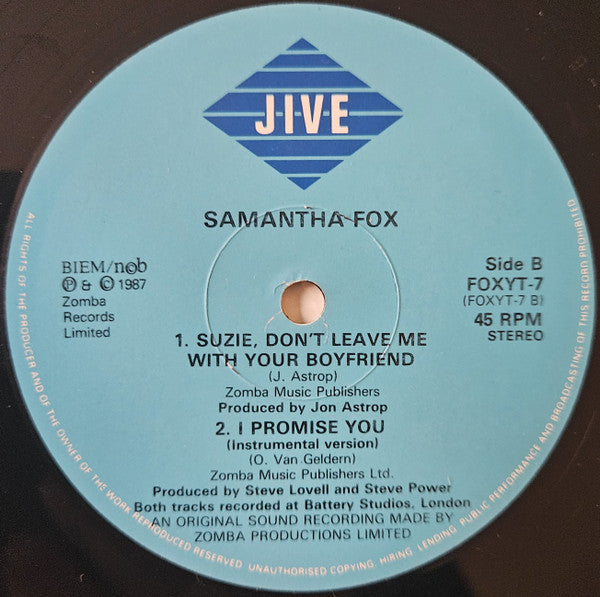 JIVE
SAMANTHA FOX
BIEM/ncb
Ⓟ & © 1987
Zomba
Records
Limited
Side B
FOXYT-7
(FOXYT-7 B)
45 RPM
STEREO
1. SUZIE, DON'T LEAVE ME
WITH YOUR BOYFRIEND
(J. Astrop)
Zomba Music Publishers
Produced by Jon Astrop
2. I PROMISE YOU
(Instrumental version)
(O. Van Geldern)
Zomba Music Publishers Ltd.
Produced by Steve Lovell and Steve Power
Both tracks recorded at Battery Studios, London
AN ORIGINAL SOUND RECORDING MADE BY
ZOMBA PRODUCTIONS LIMITED
ALL RIGHTS OF THE PRODUCER AND OF THE OWNER OF THE WORK REPRODUCED RESERVED UNAUTHORISED COPYING, HIRING, LENDING, PUBLIC PERFORMANCE AND BROADCASTING OF THIS RECORD PROHIBITED